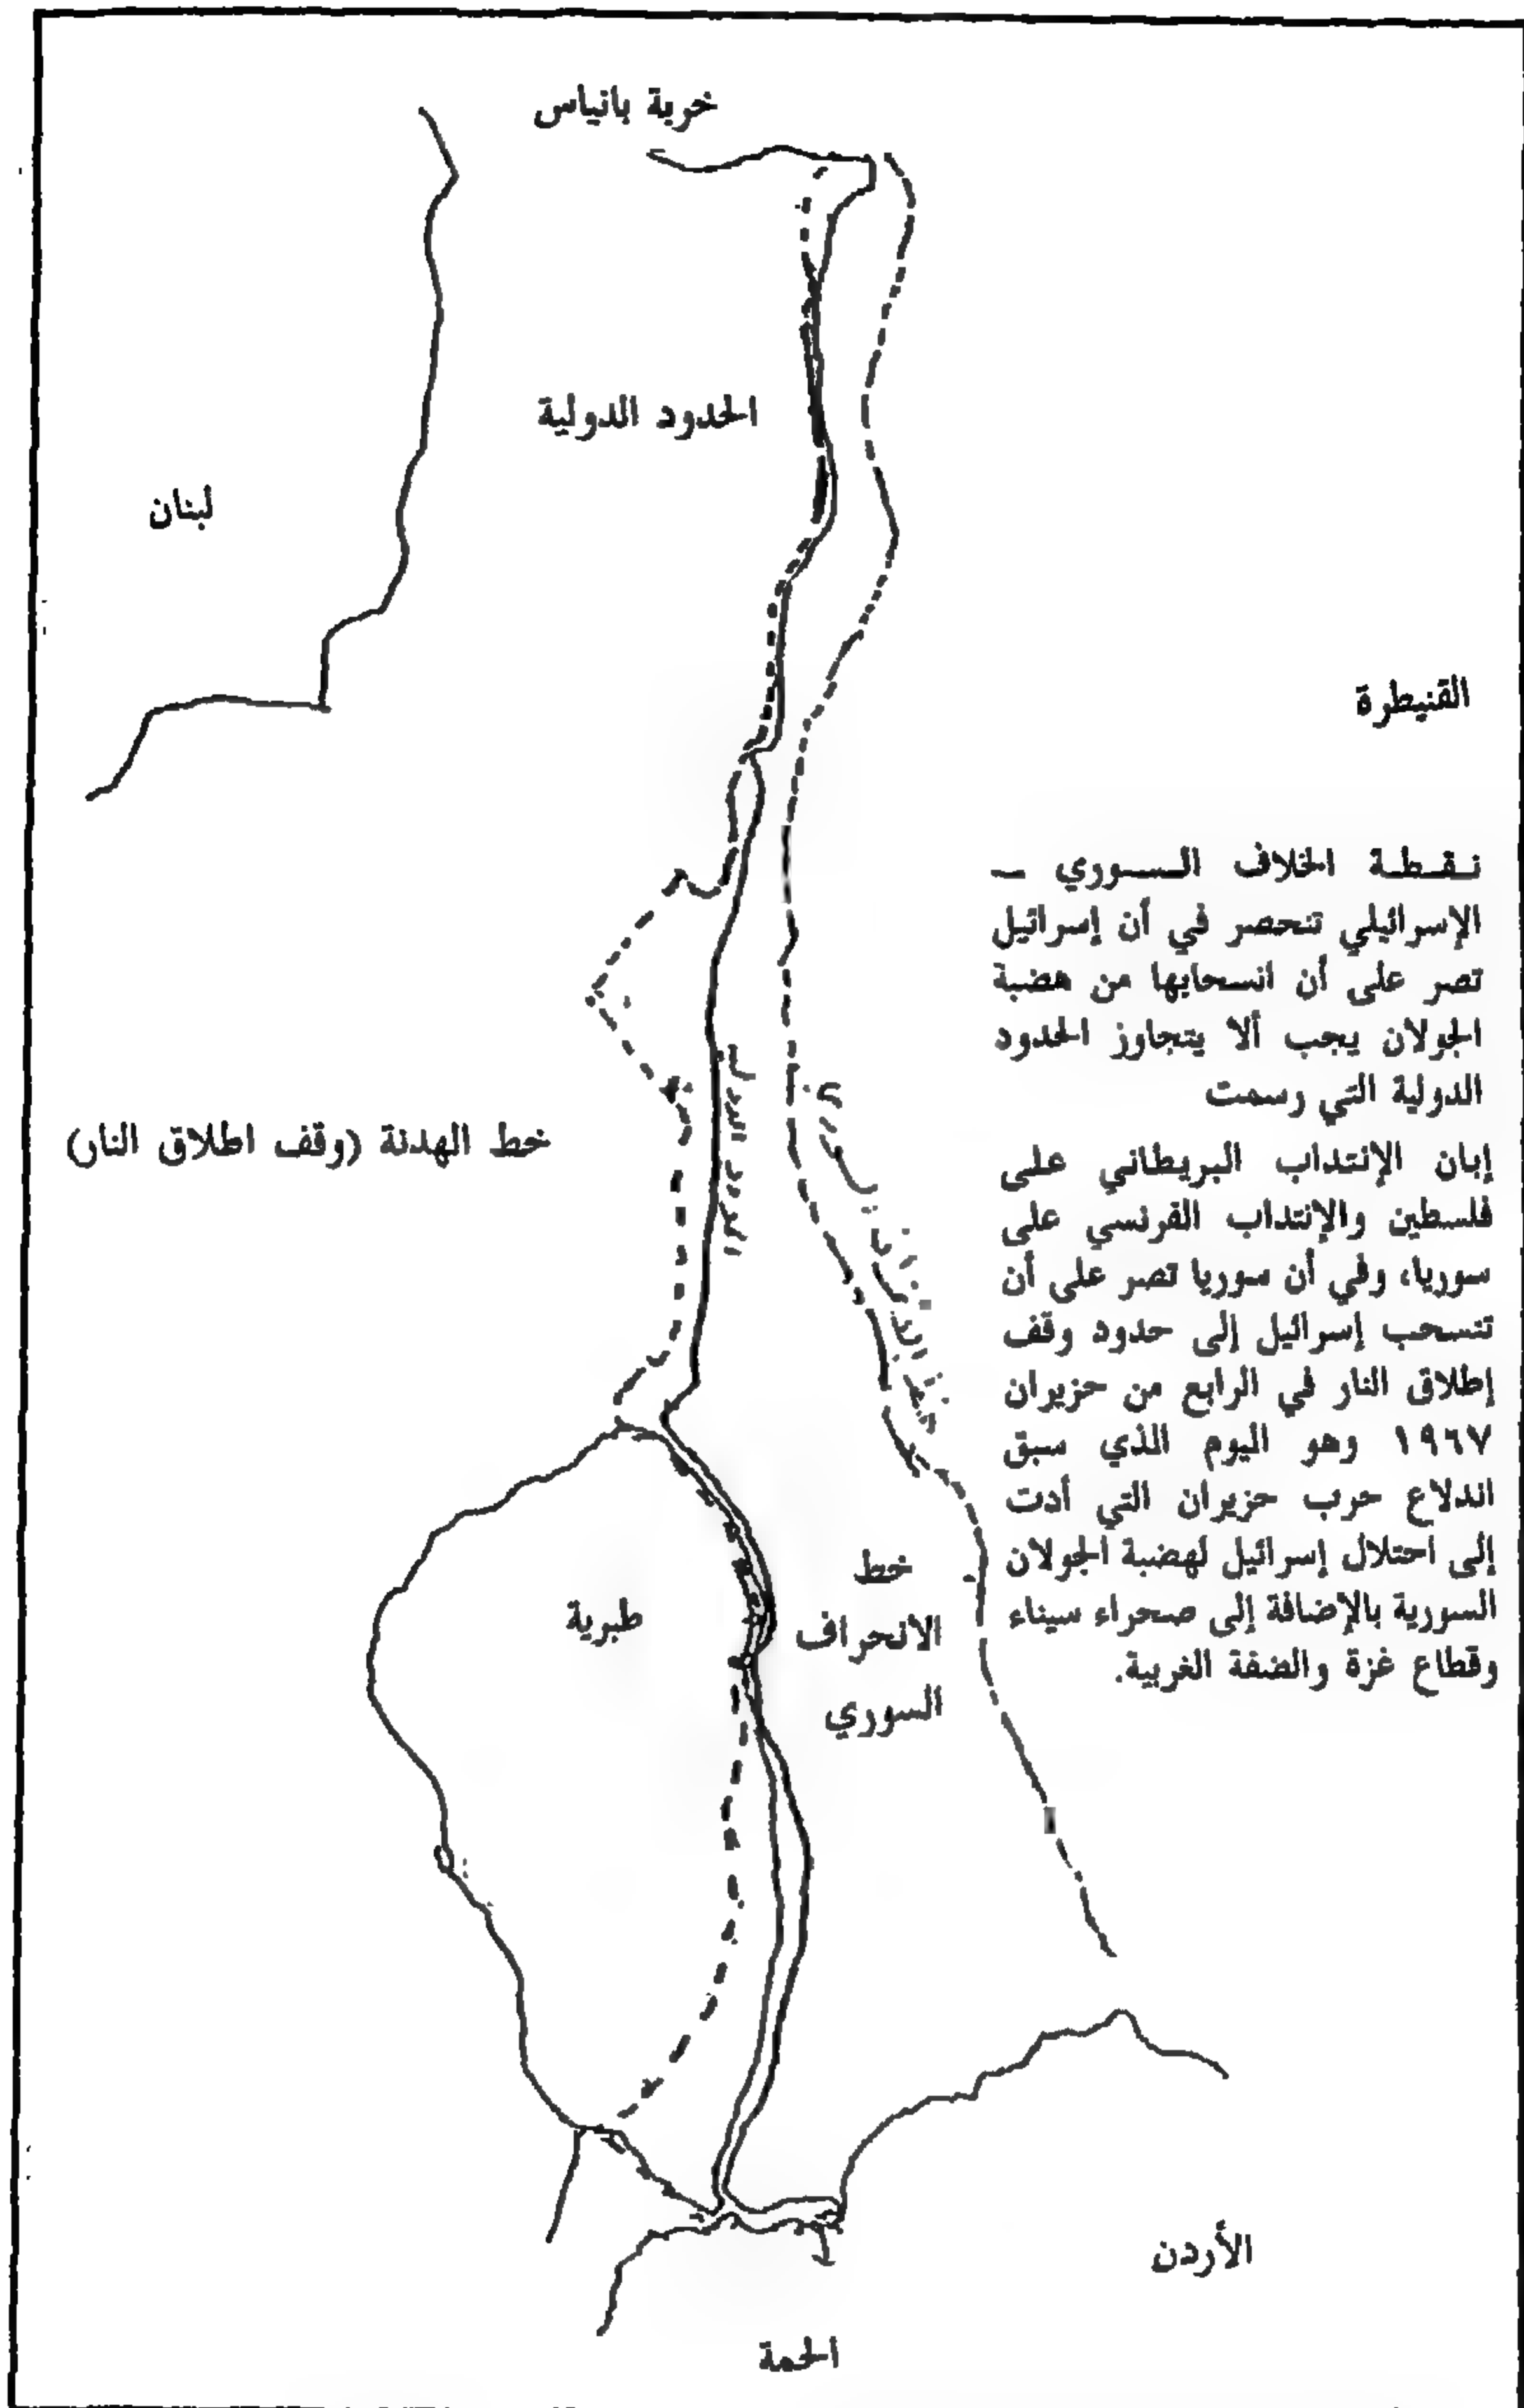 خربة بانياس
الحدود الدولية
لبنان
القنيطرة
نقطة الخلاف السوري –
الإسرائيلي تنحصر في أن إسرائيل
تصر على أن انسحابها من هضبة
الجولان يجب ألا يتجاوز الحدود
الدولية التي رسمت
إبان الإنتداب البريطاني على
فلسطين والإنتداب الفرنسي على
سوريا، وفي أن سوريا تصر على أن
تنسحب إسرائيل إلى حدود وقف
إطلاق النار في الرابع من حزيران
١٩٦٧ وهو اليوم الذي سبق
اندلاع حرب حزيران التي أدت
إلى احتلال إسرائيل لهضبة الجولان
السورية بالإضافة إلى صحراء سيناء
وقطاع غزة والضفة الغربية.
خط الهدنة (وقف اطلاق النار)
خط
الانحراف
السوري
طبرية
الأردن
الحمة